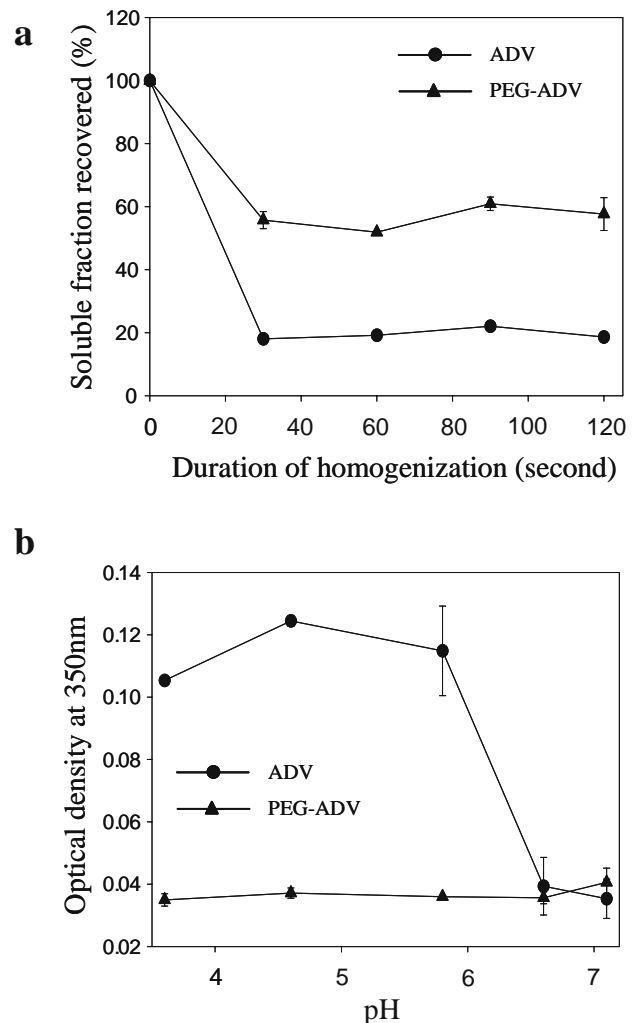 a
Soluble fraction recovered (%)
120
100
80
60
40
20
0
ADV
PEG-ADV
0 20 40 60 80 100 120
Duration of homogenization (second)
b
Optical density at 350nm
0.14
0.12
0.10
0.08
0.06
0.04
0.02
ADV
PEG-ADV
4 5 6 7
pH